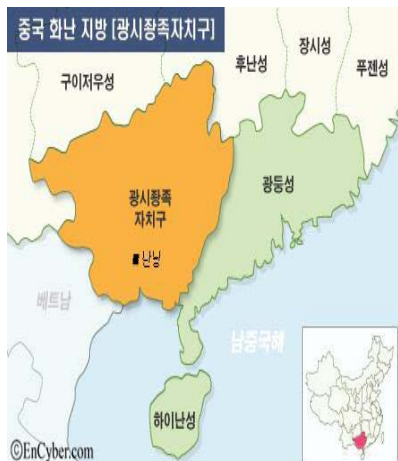 중국 화난 지방 [광시좡족자치구]
구이저우성
후난성
장시성
푸젠성
광시좡족
자치구
광둥성
난닝
베트남
남중국해
하이난성
©EnCyber.com